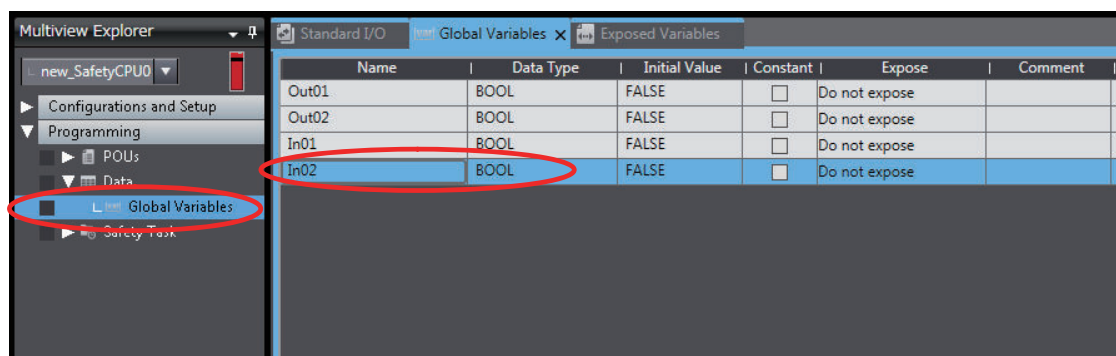 Multiview Explorer
new_SafetyCPU0
Configurations and Setup
Programming
POUs
Data
Global Variables
Safety Task
Standard I/O Global Variables Exposed Variables
Name Data Type Initial Value Constant Expose Comment
Out01 BOOL FALSE Do not expose
Out02 BOOL FALSE Do not expose
In01 BOOL FALSE Do not expose
In02 BOOL FALSE Do not expose